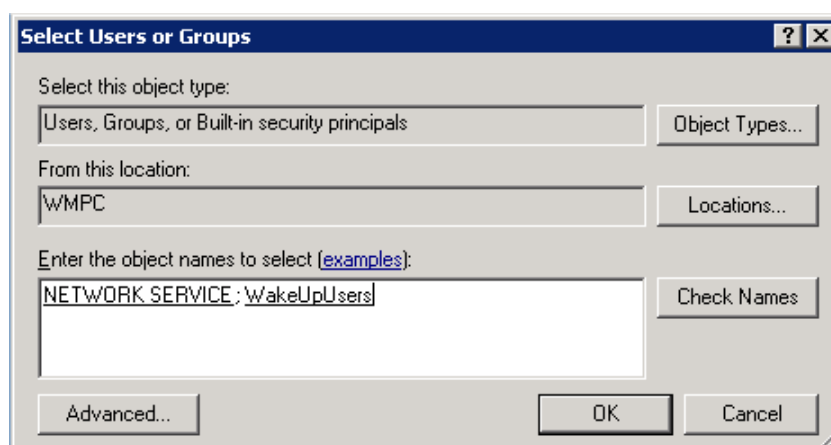 Select Users or Groups
Select this object type:
Users, Groups, or Built-in security principals
Object Types...
From this location:
WMPC
Locations...
Enter the object names to select (examples):
NETWORK SERVICE ; WakeUpUsers
Check Names
Advanced...
OK
Cancel